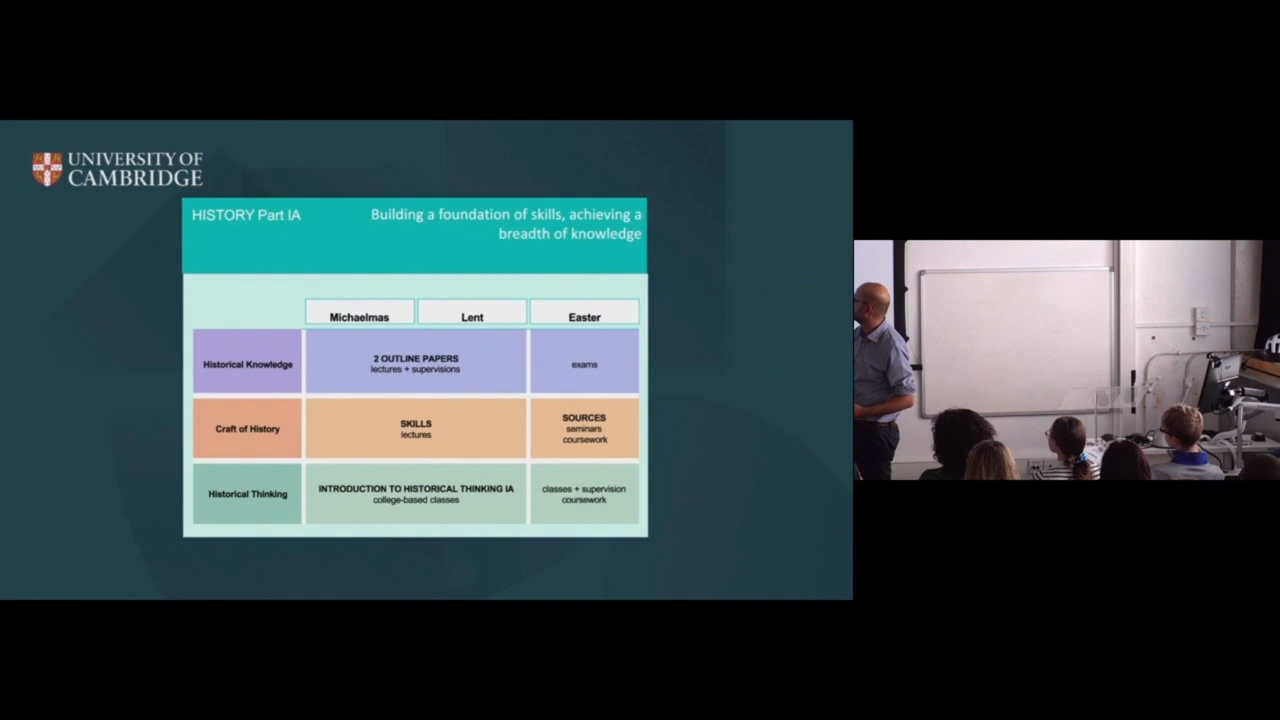 UNIVERSITY OF
CAMBRIDGE
HISTORY Part IA
Building a foundation of skills, achieving a
breadth of knowledge
Michaelmas
Lent
Easter
Historical Knowledge
2 OUTLINE PAPERS
lectures + supervisions
exams
Craft of History
SKILLS
lectures
SOURCES
seminars
coursework
Historical Thinking
INTRODUCTION TO HISTORICAL THINKING IA
college-based classes
classes + supervision
coursework